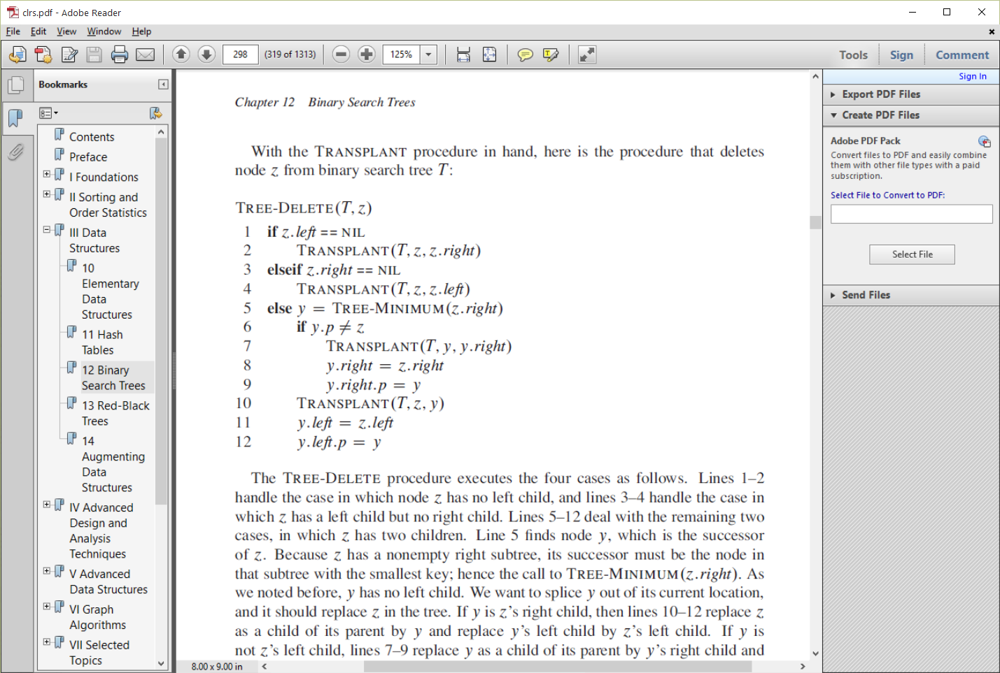 clrs.pdf - Adobe Reader
File Edit View Window Help
298 (319 of 1313) 125% Tools Sign Comment
Bookmarks
Contents
Preface
I Foundations
II Sorting and
Order Statistics
III Data
Structures
10
Elementary
Data
Structures
11 Hash
Tables
12 Binary
Search Trees
13 Red-Black
Trees
14
Augmenting
Data
Structures
IV Advanced
Design and
Analysis
Techniques
V Advanced
Data Structures
VI Graph
Algorithms
VII Selected
Topics
Chapter 12 Binary Search Trees
With the TRANSPLANT procedure in hand, here is the procedure that deletes
node z from binary search tree T:
TREE-DELETE(T, z)
1 if z.left == NIL
2 TRANSPLANT(T, z, z.right)
3 elseif z.right == NIL
4 TRANSPLANT(T, z, z.left)
5 else y = TREE-MINIMUM(z.right)
6 if y.p ≠ z
7 TRANSPLANT(T, y, y.right)
8 y.right = z.right
9 y.right.p = y
10 TRANSPLANT(T, z, y)
11 y.left = z.left
12 y.left.p = y
The TREE-DELETE procedure executes the four cases as follows. Lines 1–2
handle the case in which node z has no left child, and lines 3–4 handle the case in
which z has a left child but no right child. Lines 5–12 deal with the remaining two
cases, in which z has two children. Line 5 finds node y, which is the successor
of z. Because z has a nonempty right subtree, its successor must be the node in
that subtree with the smallest key; hence the call to TREE-MINIMUM(z.right). As
we noted before, y has no left child. We want to splice y out of its current location,
and it should replace z in the tree. If y is z's right child, then lines 10–12 replace z
as a child of its parent by y and replace y's left child by z's left child. If y is
not z's left child, lines 7–9 replace y as a child of its parent by y's right child and
8.00 x 9.00 in
Sign In
Export PDF Files
Create PDF Files
Adobe PDF Pack
Convert files to PDF and easily combine
them with other file types with a paid
subscription.
Select File to Convert to PDF:
Select File
Send Files